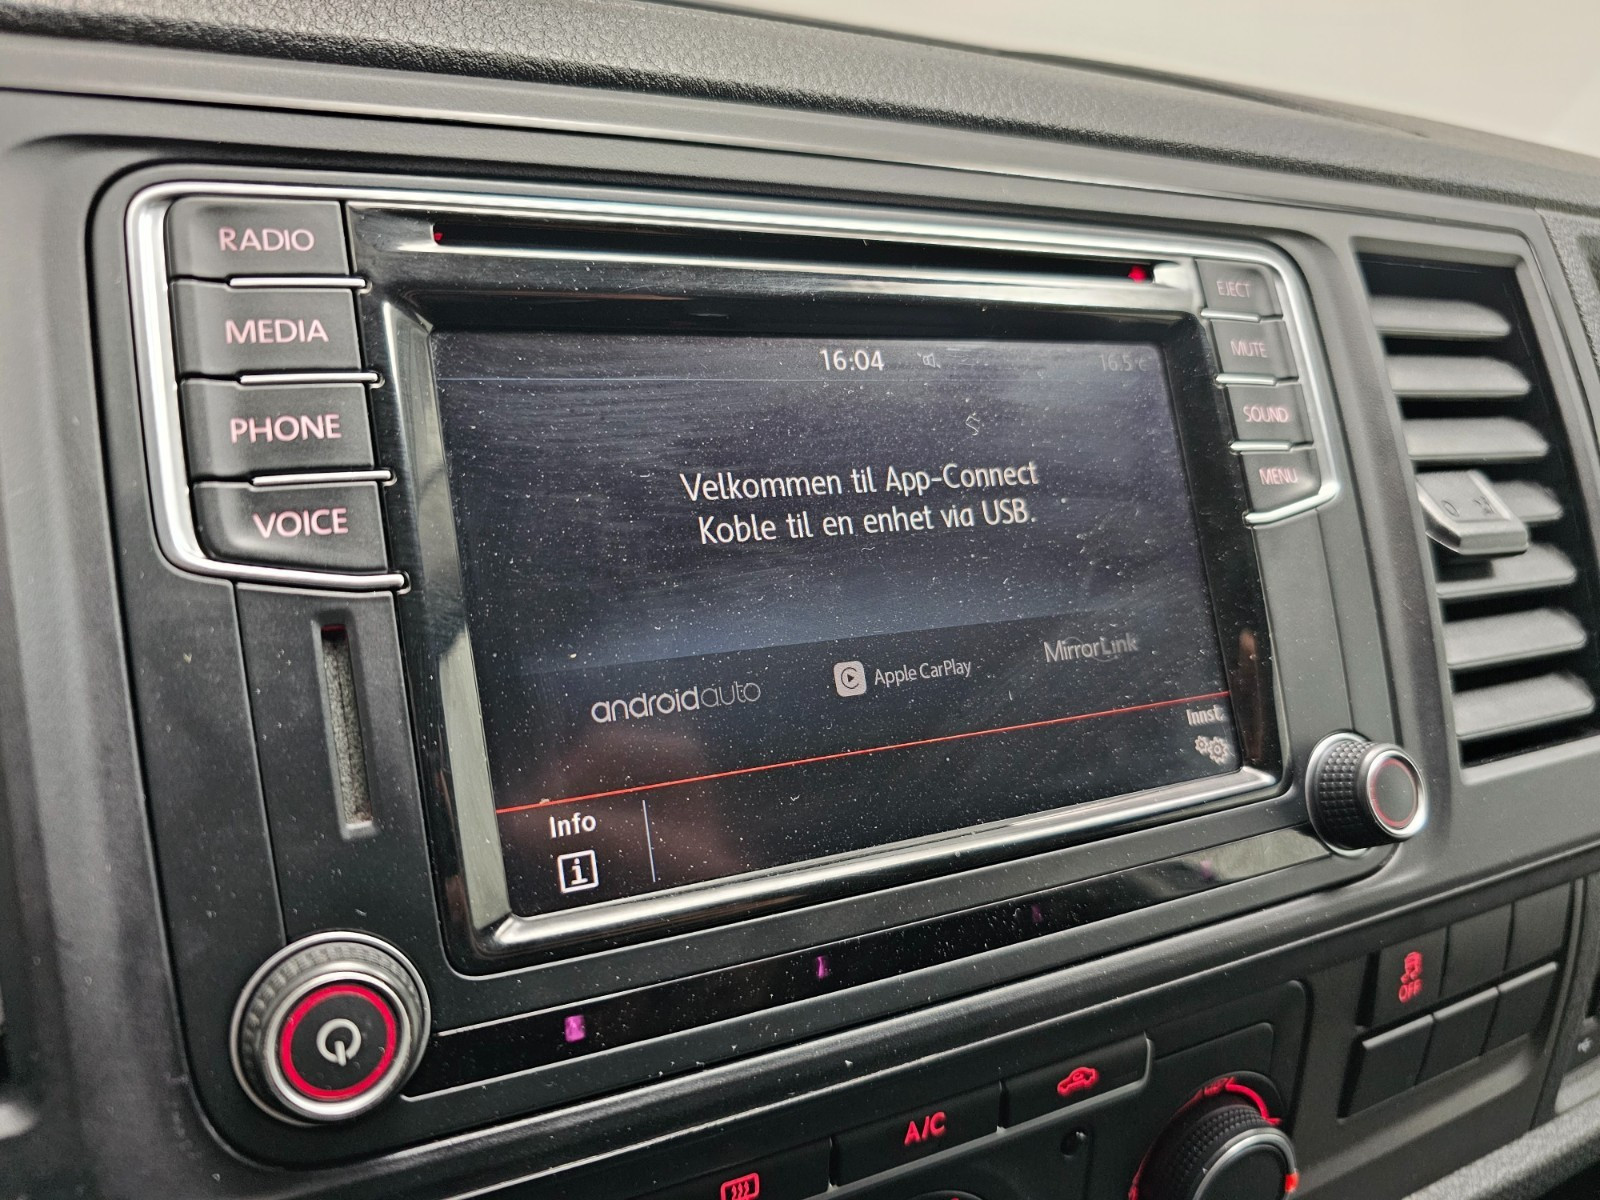 RADIO
MEDIA
PHONE
VOICE
EJECT
MUTE
SOUND
MENU
16:04
16.5°C
Velkommen til App-Connect
Koble til en enhet via USB.
androidauto
Apple CarPlay
MirrorLink
Innst.
Info
i
OFF
A/C